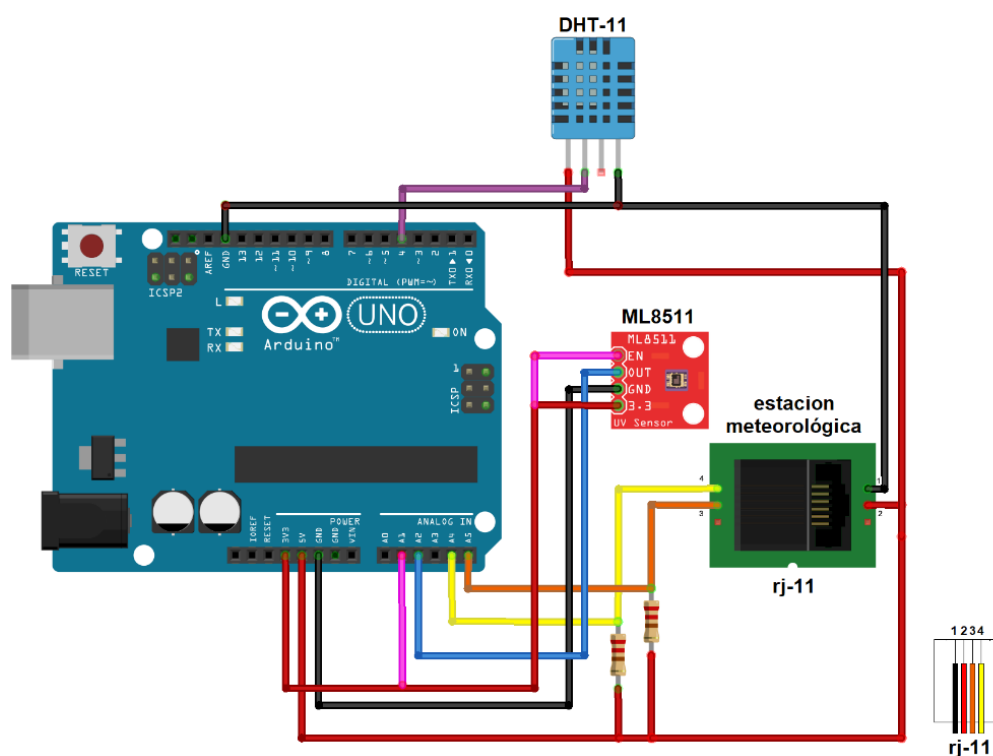 DHT-11
RESET
ICSP2
AREF
GND
13
12
~11
~10
~9
8
7
~6
~5
4
~3
2
TX0▶1
RX0◀0
DIGITAL (PWM=~)
L
TX
RX
Arduino™
UNO
ON
1
ICSP
ML8511
ML8511
EN
OUT
GND
3.3
UV Sensor
estacion
meteorológica
4
3
1
2
rj-11
POWER
ANALOG IN
IOREF
RESET
3V3
5V
GND
GND
VIN
A0
A1
A2
A3
A4
A5
1 2 3 4
rj-11